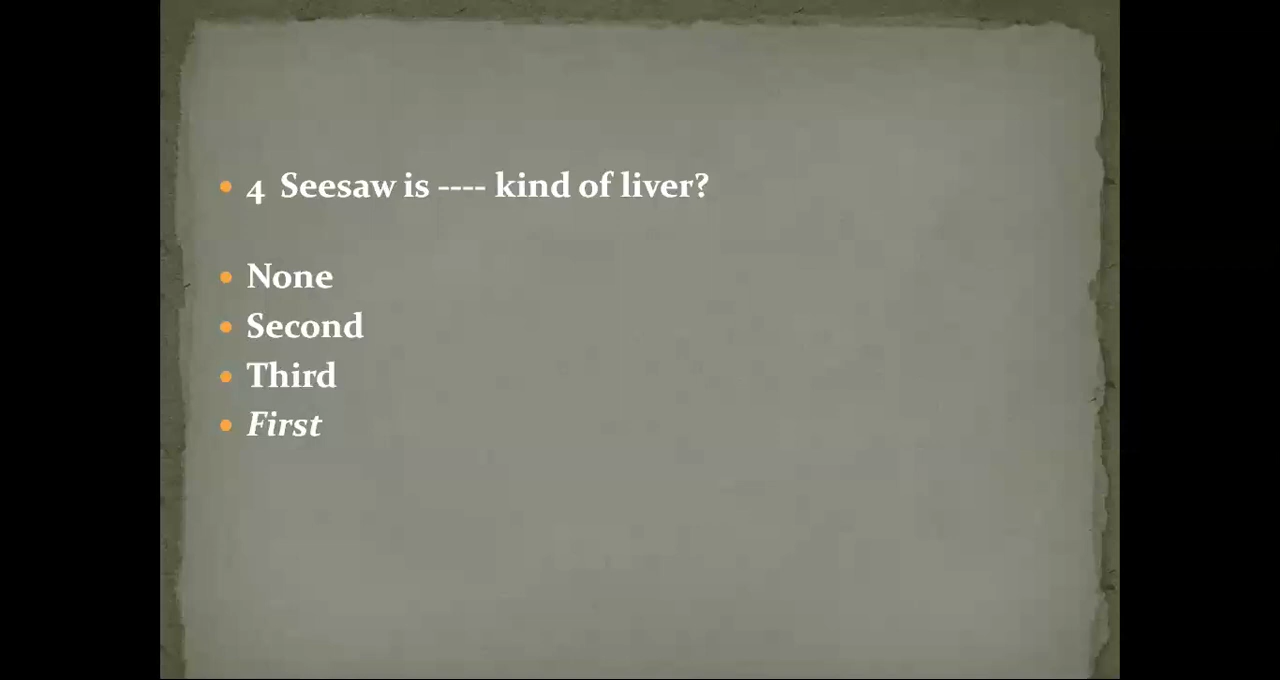 4 Seesaw is ---- kind of liver?
None
Second
Third
First